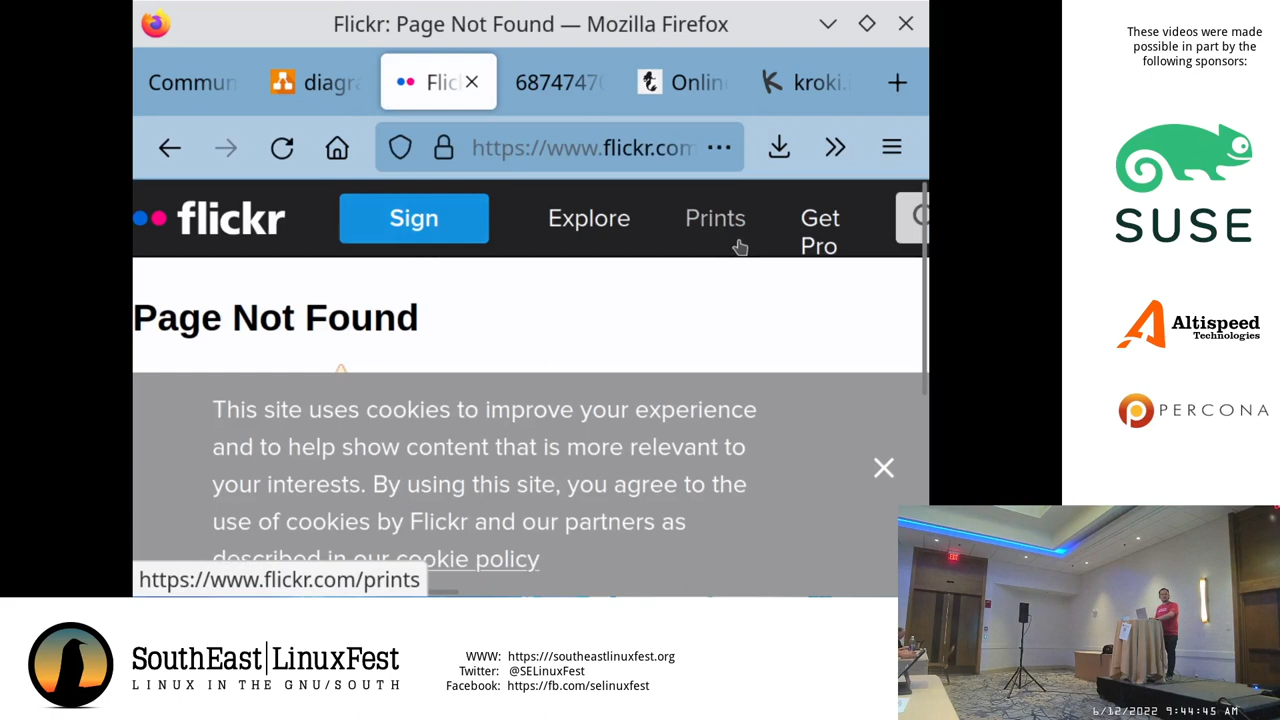 Flickr: Page Not Found — Mozilla Firefox
Commun
diagra
Flic
68747470
Onlin
kroki.
https://www.flickr.com
flickr
Sign
Explore
Prints
Get
Pro
Page Not Found
This site uses cookies to improve your experience
and to help show content that is more relevant to
your interests. By using this site, you agree to the
use of cookies by Flickr and our partners as
described in our cookie policy
https://www.flickr.com/prints
These videos were made
possible in part by the
following sponsors:
SUSE
Altispeed
Technologies
PERCONA
SouthEast LinuxFest
LINUX IN THE GNU/SOUTH
WWW: https:///southeastlinuxfest.org
Twitter: @SELinuxFest
Facebook: https://fb.com/selinuxfest
EXIT
6/12/2022 9:44:45 AM